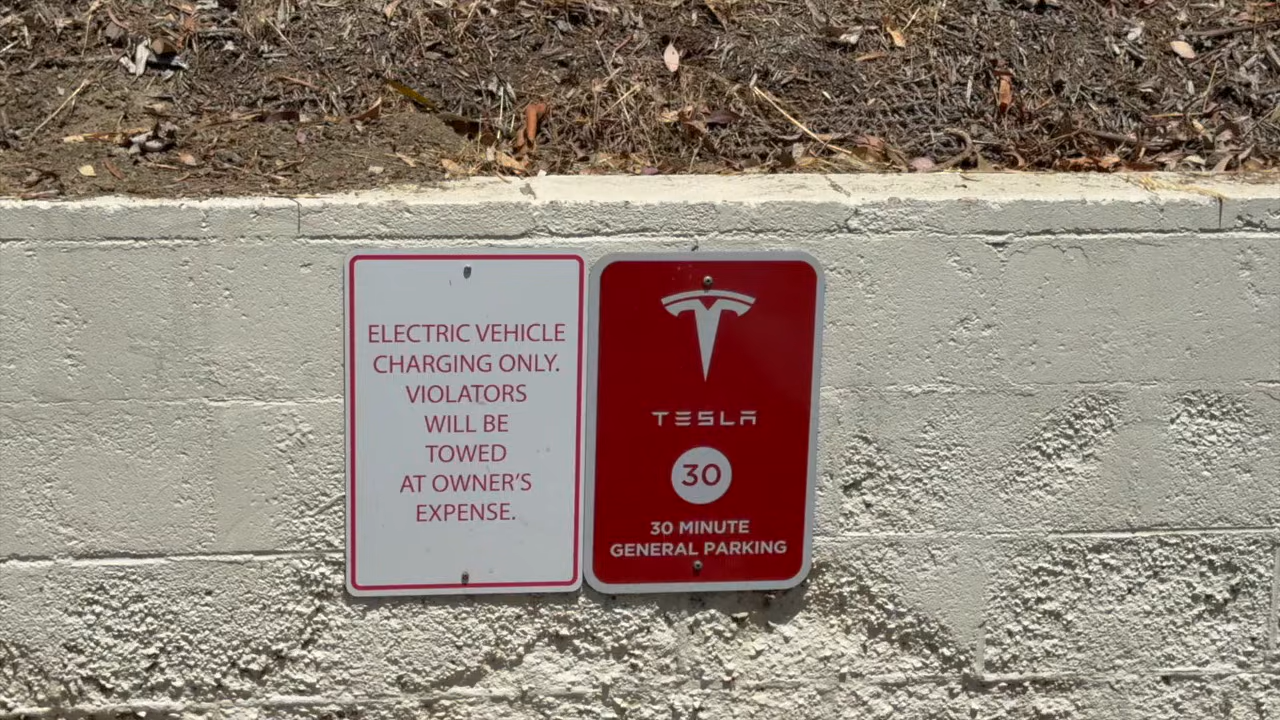 ELECTRIC VEHICLE
CHARGING ONLY.
VIOLATORS
WILL BE
TOWED
AT OWNER'S
EXPENSE.
TESLA
30
30 MINUTE
GENERAL PARKING